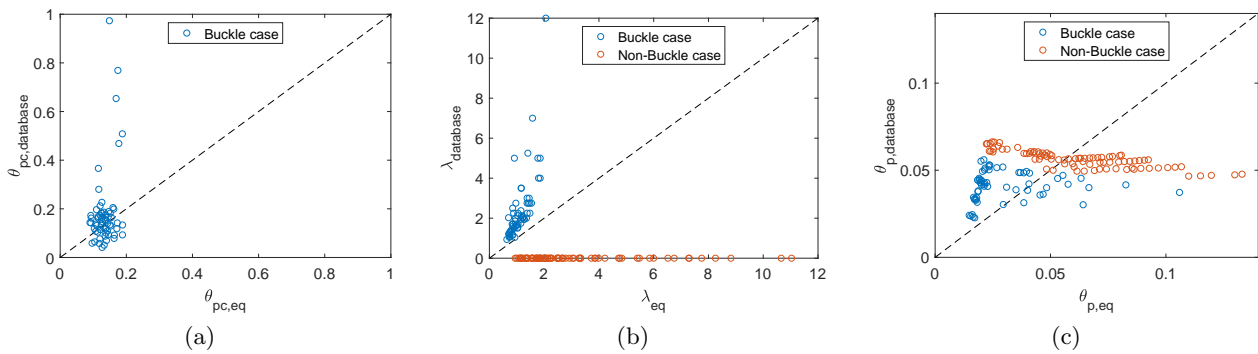 1
0.8
0.6
0.4
0.2
0
0
0.2
0.4
0.6
0.8
1
θpc,database
θpc,eq
Buckle case
(a)
12
10
8
6
4
2
0
0
2
4
6
8
10
12
λdatabase
λeq
Buckle case
Non-Buckle case
(b)
0.1
0.05
0
0
0.05
0.1
θp,database
θp,eq
Buckle case
Non-Buckle case
(c)